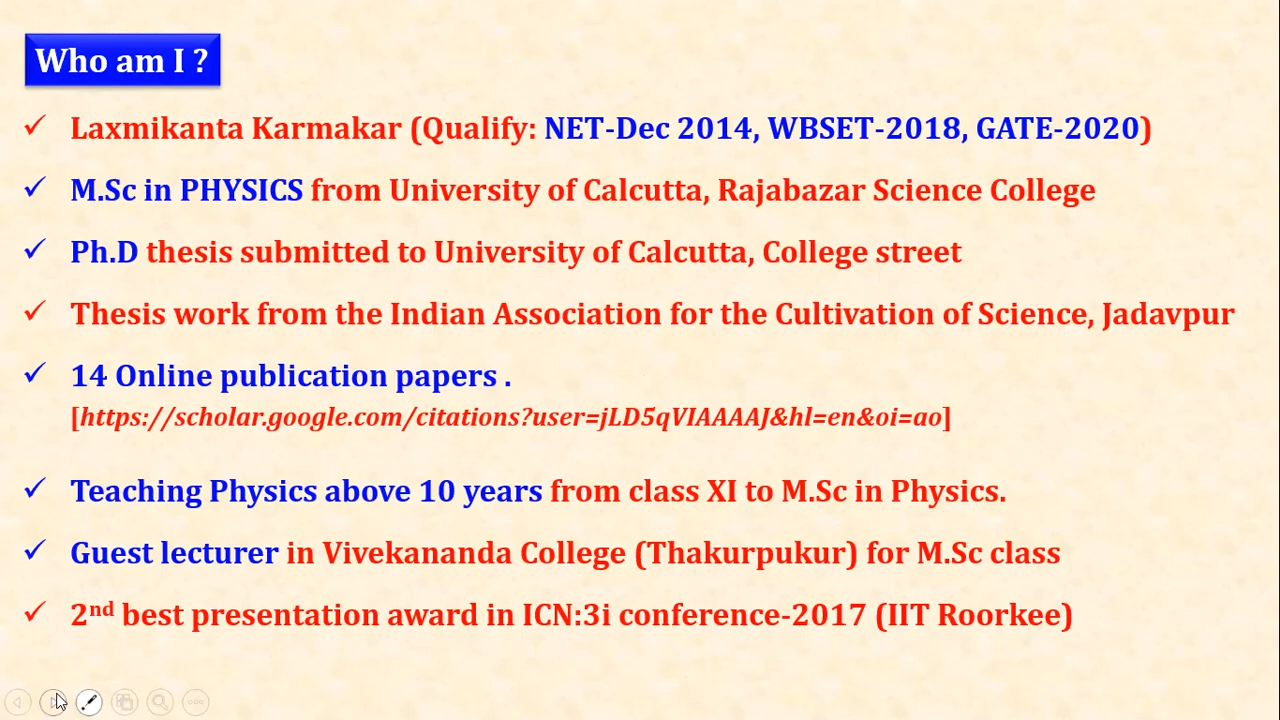 Who am I ?
✓ Laxmikanta Karmakar (Qualify: NET-Dec 2014, WBSET-2018, GATE-2020)
✓ M.Sc in PHYSICS from University of Calcutta, Rajabazar Science College
✓ Ph.D thesis submitted to University of Calcutta, College street
✓ Thesis work from the Indian Association for the Cultivation of Science, Jadavpur
✓ 14 Online publication papers .
[https://scholar.google.com/citations?user=jLD5qVIAAAAJ&hl=en&oi=ao]
✓ Teaching Physics above 10 years from class XI to M.Sc in Physics.
✓ Guest lecturer in Vivekananda College (Thakurpukur) for M.Sc class
✓ 2nd best presentation award in ICN:3i conference-2017 (IIT Roorkee)